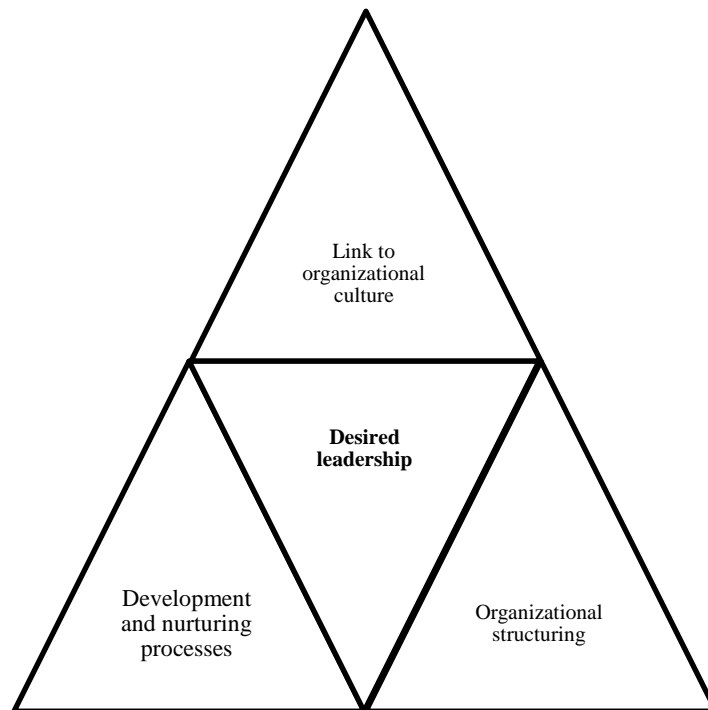 Link to
organizational
culture
Desired
leadership
Development
and nurturing
processes
Organizational
structuring